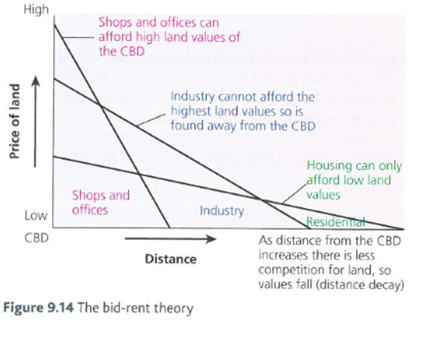 High
Shops and offices can
afford high land values of
the CBD
Industry cannot afford the
highest land values so is
found away from the CBD
Price of land
Housing can only
afford low land
values
Shops and
offices
Industry
Residential
Low
CBD
Distance
As distance from the CBD
increases there is less
competition for land, so
values fall (distance decay)
Figure 9.14 The bid-rent theory